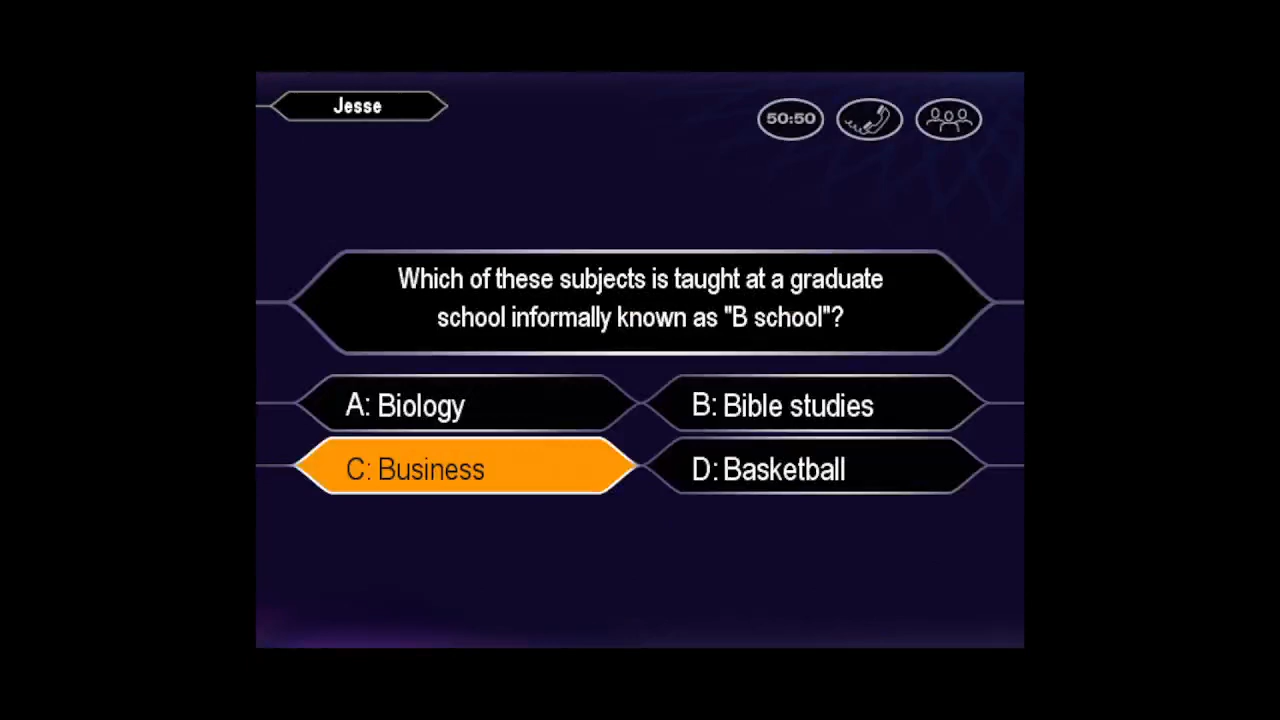 Jesse
50:50
Which of these subjects is taught at a graduate
school informally known as "B school"?
A: Biology
B: Bible studies
C: Business
D: Basketball